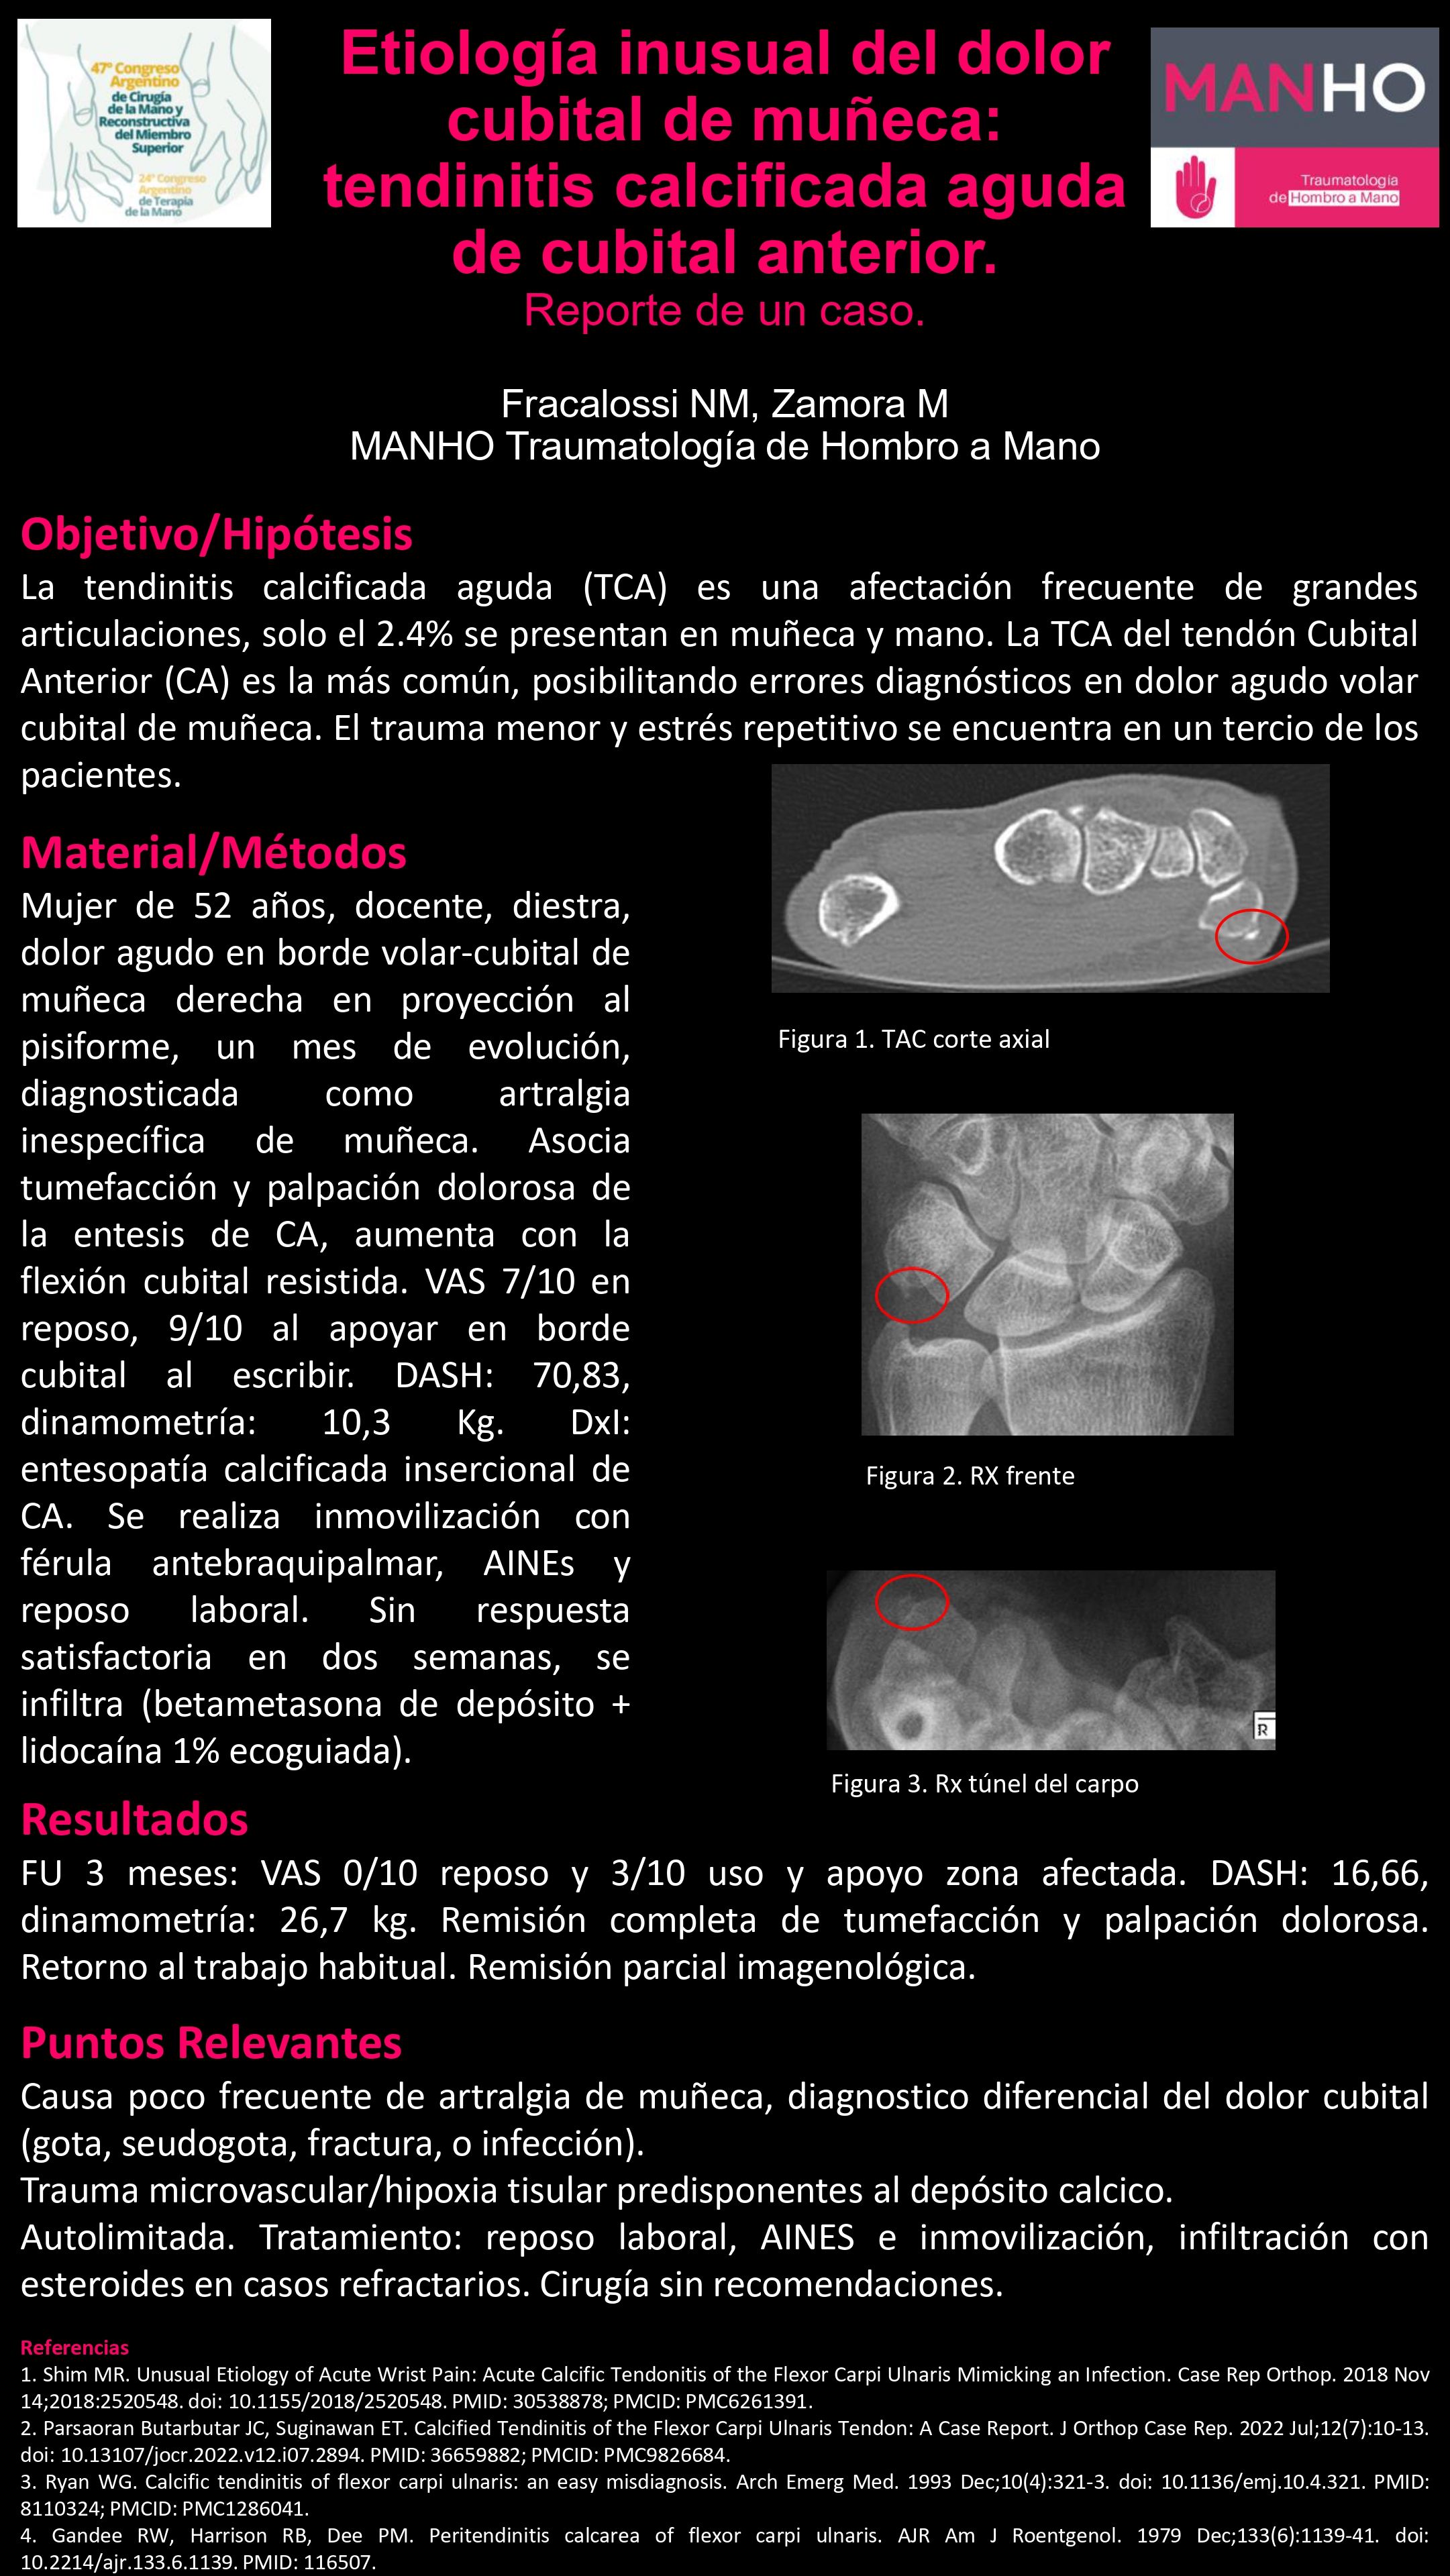 47º Congreso
Argentino
de Cirugía
de la Mano y
Reconstructiva
del Miembro
Superior
24º Congreso
Argentino
de Terapia
de la Mano
Etiología inusual del dolor
cubital de muñeca:
tendinitis calcificada aguda
de cubital anterior.
Reporte de un caso.
MANHO
Traumatología
de Hombro a Mano
Fracalossi NM, Zamora M
MANHO Traumatología de Hombro a Mano
Objetivo/Hipótesis
La tendinitis calcificada aguda (TCA) es una afectación frecuente de grandes
articulaciones, solo el 2.4% se presentan en muñeca y mano. La TCA del tendón Cubital
Anterior (CA) es la más común, posibilitando errores diagnósticos en dolor agudo volar
cubital de muñeca. El trauma menor y estrés repetitivo se encuentra en un tercio de los
pacientes.
Material/Métodos
Mujer de 52 años, docente, diestra,
dolor agudo en borde volar-cubital de
muñeca derecha en proyección al
pisiforme, un mes de evolución,
diagnosticada como artralgia
inespecífica de muñeca. Asocia
tumefacción y palpación dolorosa de
la entesis de CA, aumenta con la
flexión cubital resistida. VAS 7/10 en
reposo, 9/10 al apoyar en borde
cubital al escribir. DASH: 70,83,
dinamometría: 10,3 Kg. DxI:
entesopatía calcificada insercional de
CA. Se realiza inmovilización con
férula antebraquipalmar, AINEs y
reposo laboral. Sin respuesta
satisfactoria en dos semanas, se
infiltra (betametasona de depósito +
lidocaína 1% ecoguiada).
Figura 1. TAC corte axial
Figura 2. RX frente
R
Figura 3. Rx túnel del carpo
Resultados
FU 3 meses: VAS 0/10 reposo y 3/10 uso y apoyo zona afectada. DASH: 16,66,
dinamometría: 26,7 kg. Remisión completa de tumefacción y palpación dolorosa.
Retorno al trabajo habitual. Remisión parcial imagenológica.
Puntos Relevantes
Causa poco frecuente de artralgia de muñeca, diagnostico diferencial del dolor cubital
(gota, seudogota, fractura, o infección).
Trauma microvascular/hipoxia tisular predisponentes al depósito calcico.
Autolimitada. Tratamiento: reposo laboral, AINES e inmovilización, infiltración con
esteroides en casos refractarios. Cirugía sin recomendaciones.
Referencias
1. Shim MR. Unusual Etiology of Acute Wrist Pain: Acute Calcific Tendonitis of the Flexor Carpi Ulnaris Mimicking an Infection. Case Rep Orthop. 2018 Nov
14;2018:2520548. doi: 10.1155/2018/2520548. PMID: 30538878; PMCID: PMC6261391.
2. Parsaoran Butarbutar JC, Suginawan ET. Calcified Tendinitis of the Flexor Carpi Ulnaris Tendon: A Case Report. J Orthop Case Rep. 2022 Jul;12(7):10-13.
doi: 10.13107/jocr.2022.v12.i07.2894. PMID: 36659882; PMCID: PMC9826684.
3. Ryan WG. Calcific tendinitis of flexor carpi ulnaris: an easy misdiagnosis. Arch Emerg Med. 1993 Dec;10(4):321-3. doi: 10.1136/emj.10.4.321. PMID:
8110324; PMCID: PMC1286041.
4. Gandee RW, Harrison RB, Dee PM. Peritendinitis calcarea of flexor carpi ulnaris. AJR Am J Roentgenol. 1979 Dec;133(6):1139-41. doi:
10.2214/ajr.133.6.1139. PMID: 116507.